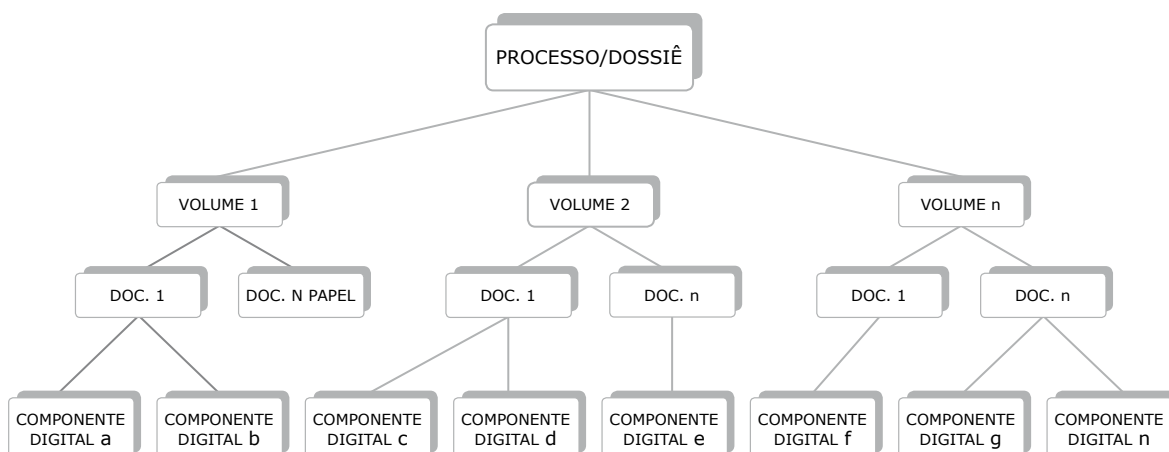 PROCESSO/DOSSIÊ
VOLUME 1
VOLUME 2
VOLUME n
DOC. 1
DOC. N PAPEL
DOC. 1
DOC. n
DOC. 1
DOC. n
COMPONENTE
DIGITAL a
COMPONENTE
DIGITAL b
COMPONENTE
DIGITAL c
COMPONENTE
DIGITAL d
COMPONENTE
DIGITAL e
COMPONENTE
DIGITAL f
COMPONENTE
DIGITAL g
COMPONENTE
DIGITAL n